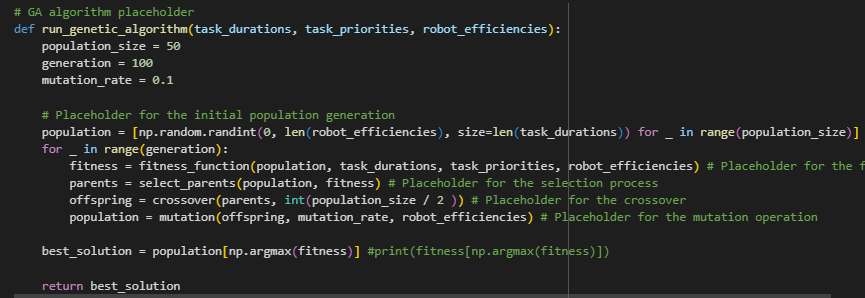 # GA algorithm placeholder
def run_genetic_algorithm(task_durations, task_priorities, robot_efficiencies):
    population_size = 50
    generation = 100
    mutation_rate = 0.1

    # Placeholder for the initial population generation
    population = [np.random.randint(0, len(robot_efficiencies), size=len(task_durations)) for _ in range(population_size)]
    for _ in range(generation):
        fitness = fitness_function(population, task_durations, task_priorities, robot_efficiencies) # Placeholder for the f
        parents = select_parents(population, fitness) # Placeholder for the selection process
        offspring = crossover(parents, int(population_size / 2 )) # Placeholder for the crossover
        population = mutation(offspring, mutation_rate, robot_efficiencies) # Placeholder for the mutation operation

    best_solution = population[np.argmax(fitness)] #print(fitness[np.argmax(fitness)])

    return best_solution